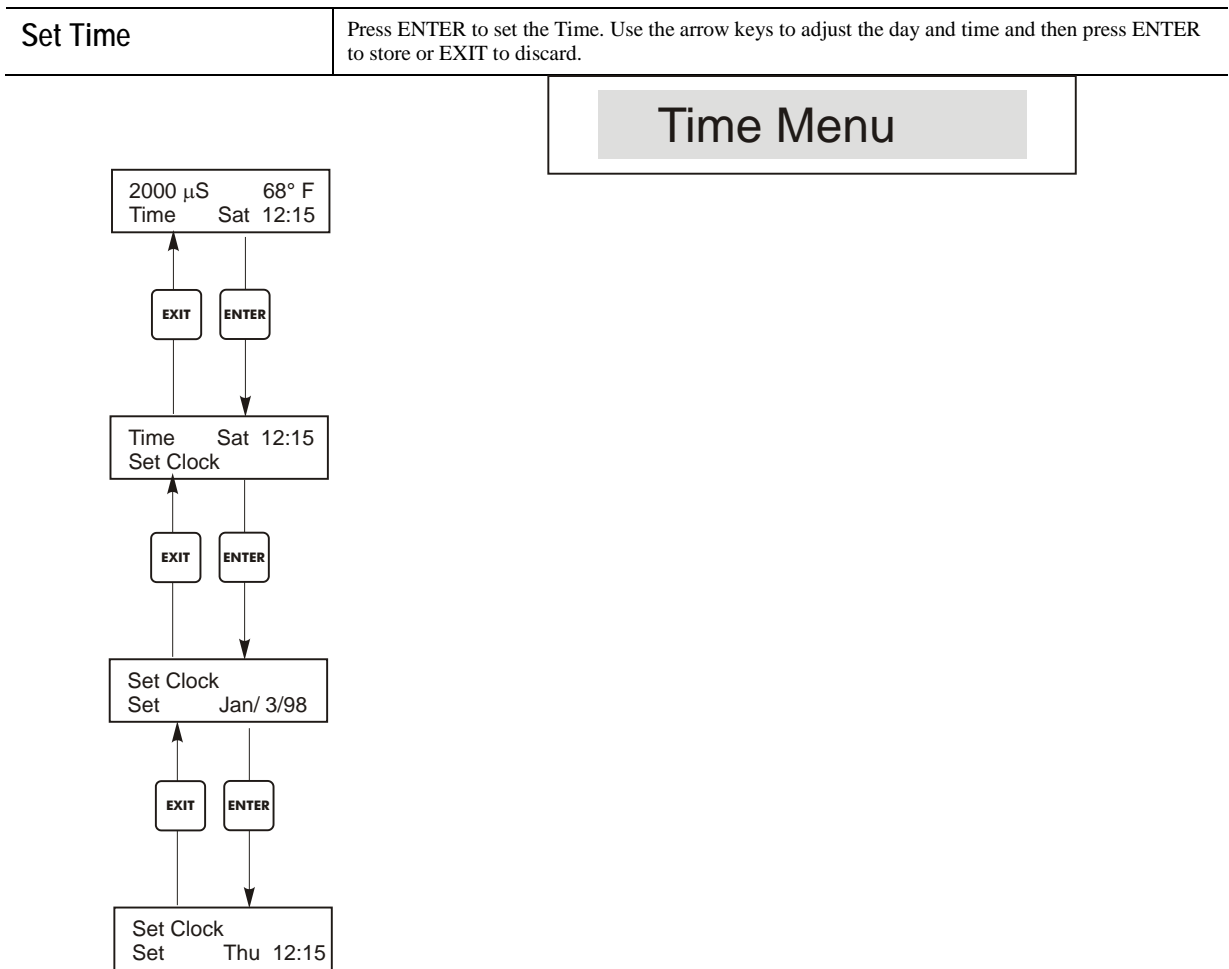 Set Time
Press ENTER to set the Time. Use the arrow keys to adjust the day and time and then press ENTER
to store or EXIT to discard.
Time Menu
2000 µS 68° F
Time Sat 12:15
EXIT ENTER
Time Sat 12:15
Set Clock
EXIT ENTER
Set Clock
Set Jan/ 3/98
EXIT ENTER
Set Clock
Set Thu 12:15